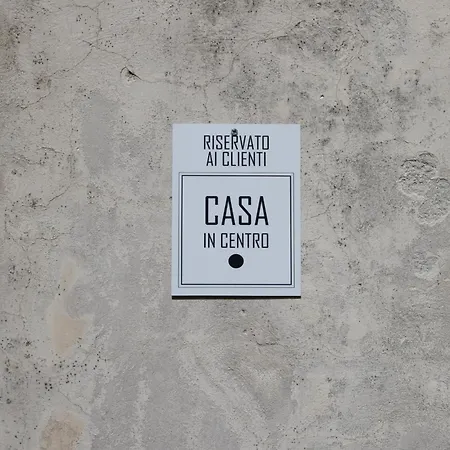 RISERVATO
AI CLIENTI
CASA
IN CENTRO